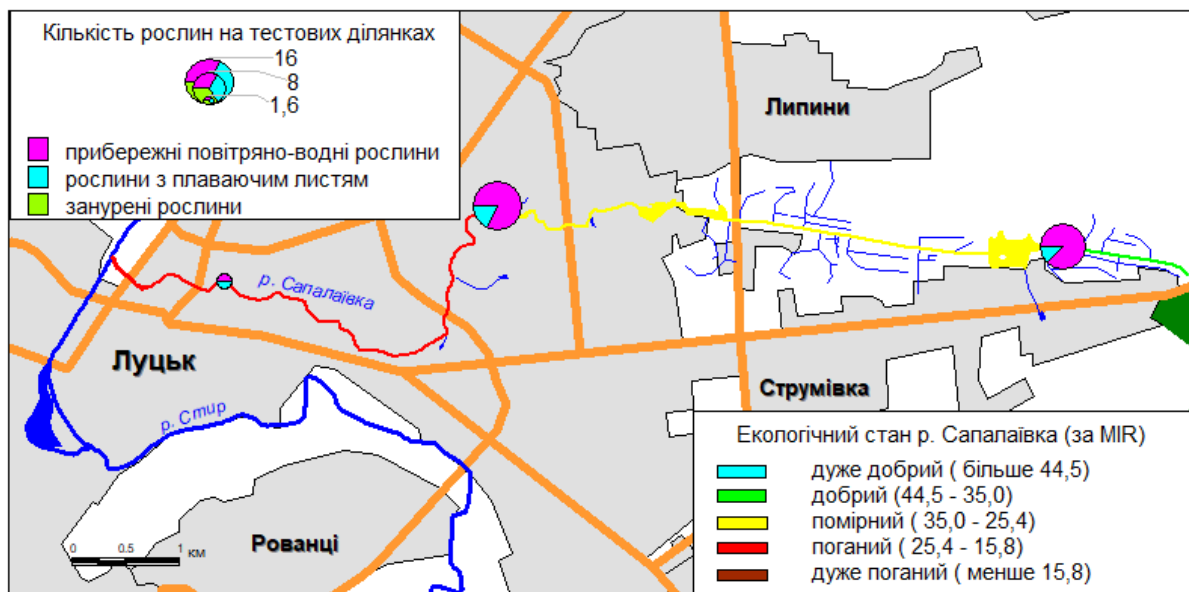 Кількість рослин на тестових ділянках
16
8
1,6
прибережні повітряно-водні рослини
рослини з плаваючим листям
занурені рослини
Липини
р. Сапалаївка
Луцьк
р. Стир
Струмівка
Рованці
0 0.5 1
км
Екологічний стан р. Сапалаївка (за MIR)
дуже добрий ( більше 44,5)
добрий (44,5 - 35,0)
помірний ( 35,0 - 25,4)
поганий ( 25,4 - 15,8)
дуже поганий ( менше 15,8)